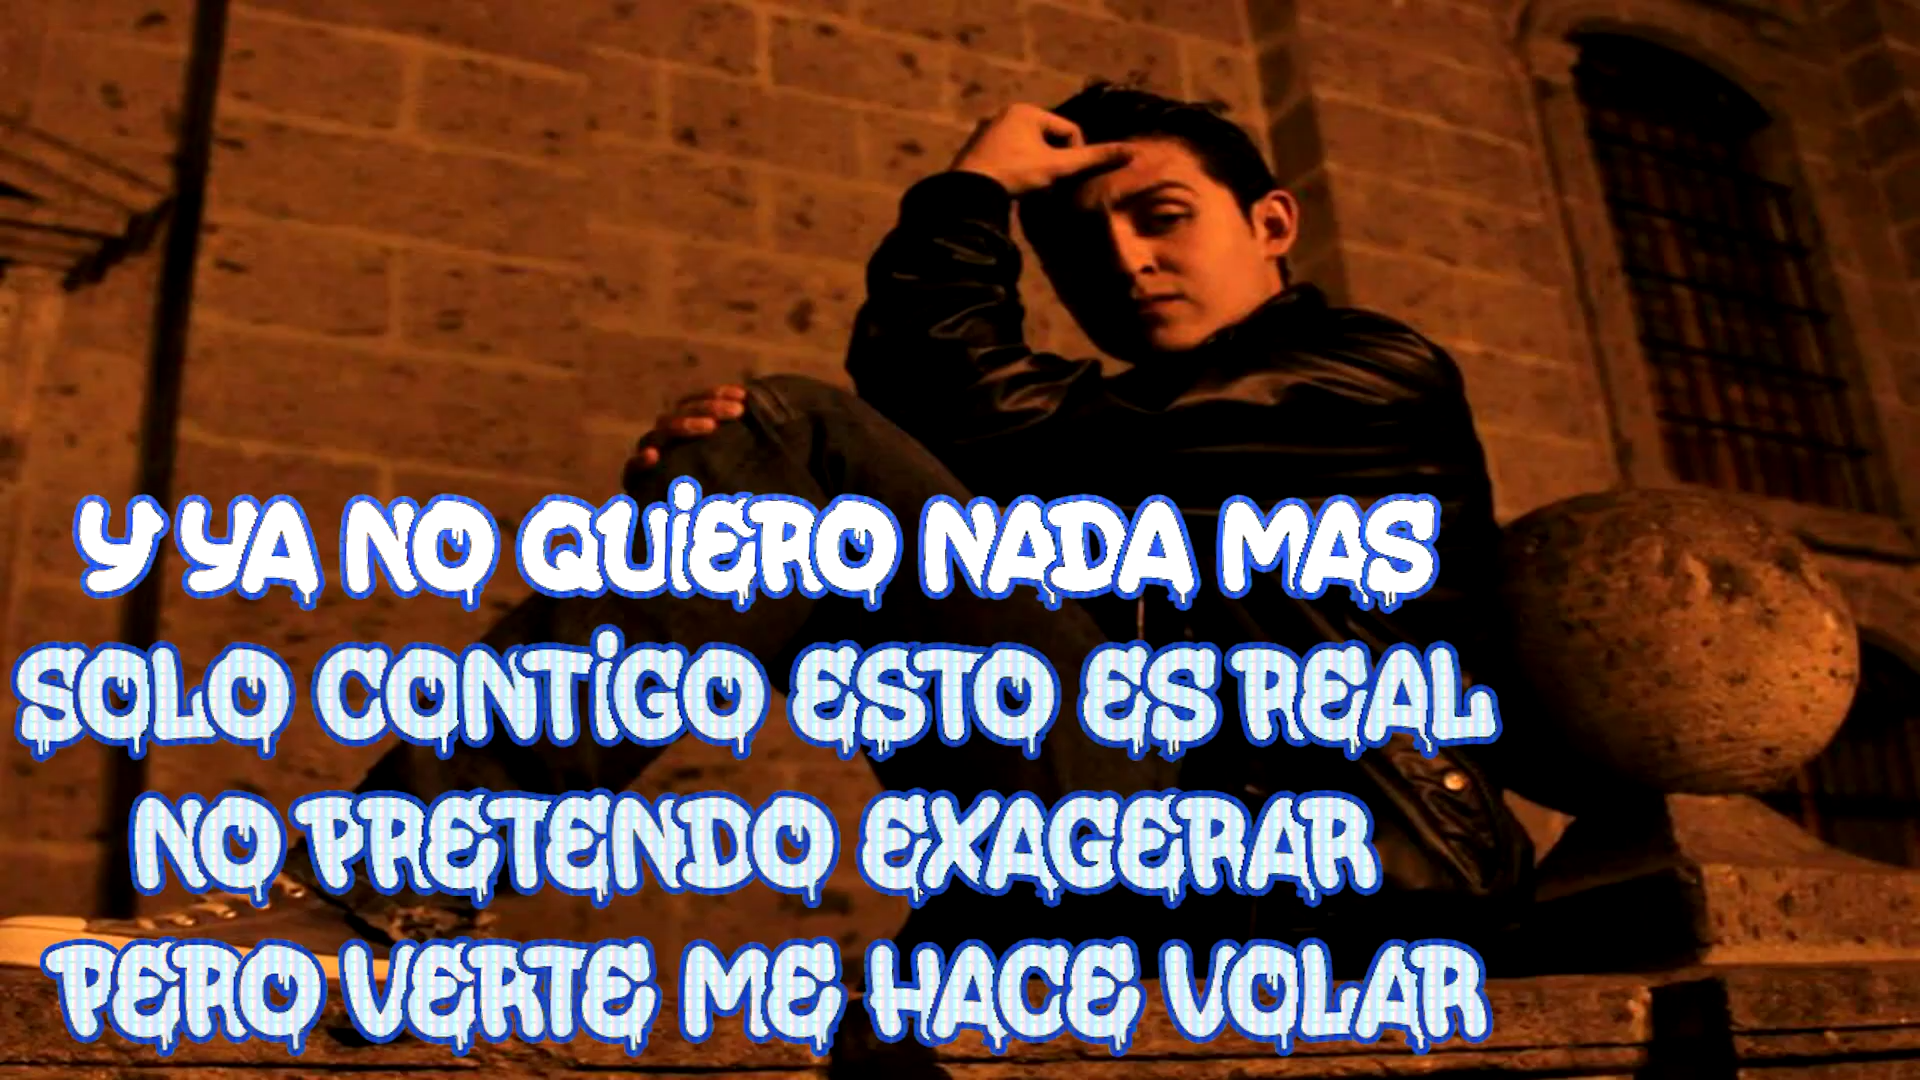 Y YA NO QUIERO NADA MAS
SOLO CONTIGO ESTO ES REAL
NO PRETENDO EXAGERAR
PERO VERTE ME HACE VOLAR